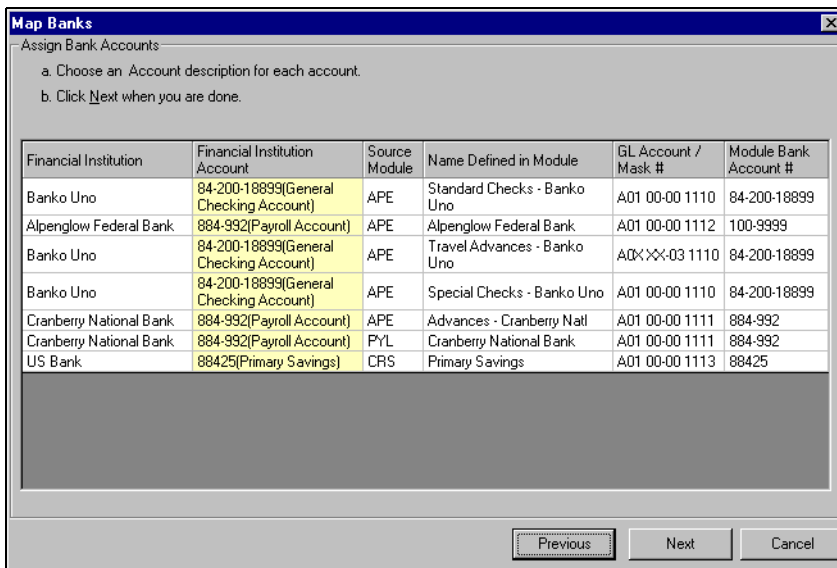 Map Banks
Assign Bank Accounts
a. Choose an Account description for each account.
b. Click Next when you are done.
Financial Institution | Financial Institution Account | Source Module | Name Defined in Module | GL Account / Mask # | Module Bank Account #
Banko Uno | 84-200-18899(General Checking Account) | APE | Standard Checks - Banko Uno | A01 00-00 1110 | 84-200-18899
Alpenglow Federal Bank | 884-992(Payroll Account) | APE | Alpenglow Federal Bank | A01 00-00 1112 | 100-9999
Banko Uno | 84-200-18899(General Checking Account) | APE | Travel Advances - Banko Uno | A0X XX-03 1110 | 84-200-18899
Banko Uno | 84-200-18899(General Checking Account) | APE | Special Checks - Banko Uno | A01 00-00 1110 | 84-200-18899
Cranberry National Bank | 884-992(Payroll Account) | APE | Advances - Cranberry Natl | A01 00-00 1111 | 884-992
Cranberry National Bank | 884-992(Payroll Account) | PYL | Cranberry National Bank | A01 00-00 1111 | 884-992
US Bank | 88425(Primary Savings) | CRS | Primary Savings | A01 00-00 1113 | 88425
Previous Next Cancel